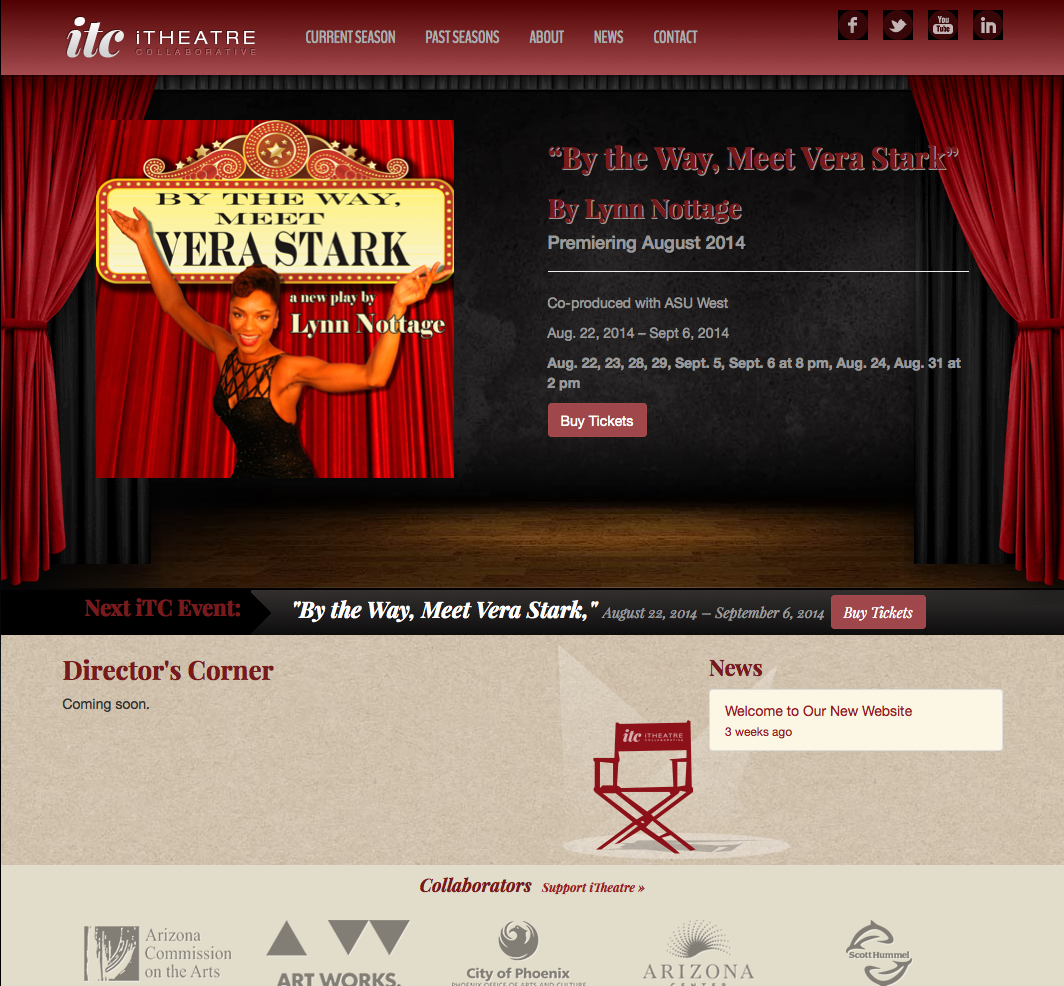 itc iTHEATRE
COLLABORATIVE
CURRENT SEASON
PAST SEASONS
ABOUT
NEWS
CONTACT
You
Tube
in
BY THE WAY,
MEET
VERA STARK
a new play by
Lynn Nottage
“By the Way, Meet Vera Stark”
By Lynn Nottage
Premiering August 2014
Co-produced with ASU West
Aug. 22, 2014 – Sept 6, 2014
Aug. 22, 23, 28, 29, Sept. 5, Sept. 6 at 8 pm, Aug. 24, Aug. 31 at
2 pm
Buy Tickets
Next iTC Event:
"By the Way, Meet Vera Stark," August 22, 2014 – September 6, 2014
Buy Tickets
Director's Corner
Coming soon.
itc iTHEATRE
COLLABORATIVE
News
Welcome to Our New Website
3 weeks ago
Collaborators Support iTheatre »
Arizona
Commission
on the Arts
ART WORKS.
City of Phoenix
PHOENIX OFFICE OF ARTS AND CULTURE
ARIZONA
CENTER
Scott Hummel